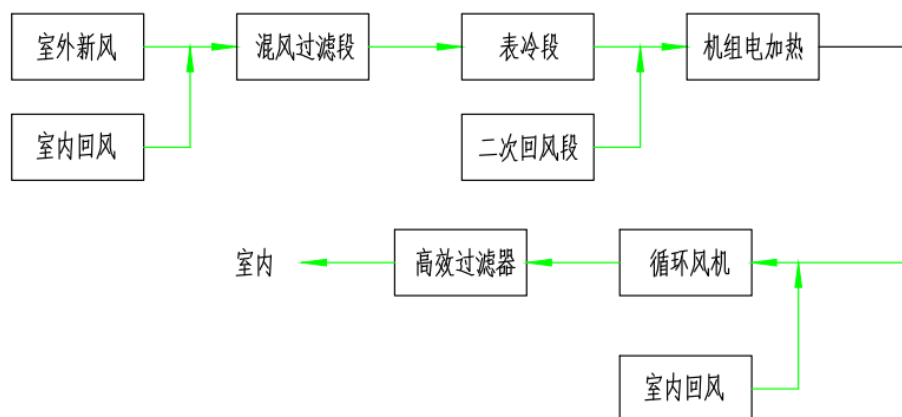 室外新风
混风过滤段
表冷段
机组电加热
室内回风
二次回风段
室内
高效过滤器
循环风机
室内回风